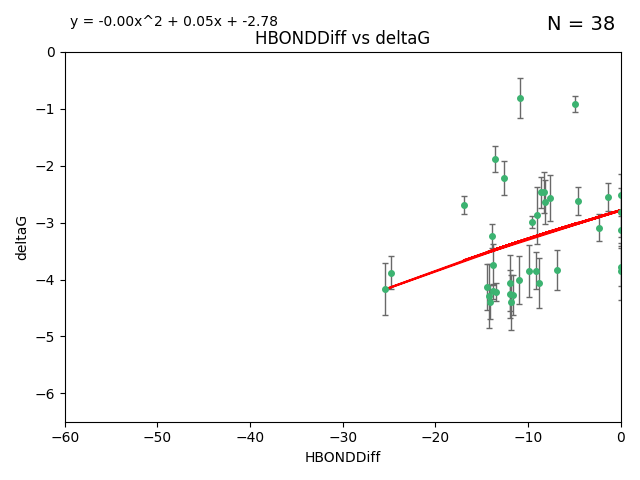 y = -0.00x^2 + 0.05x + -2.78
N = 38
HBONDDiff vs deltaG
0
−1
−2
−3
−4
−5
−6
deltaG
−60 −50 −40 −30 −20 −10 0
HBONDDiff